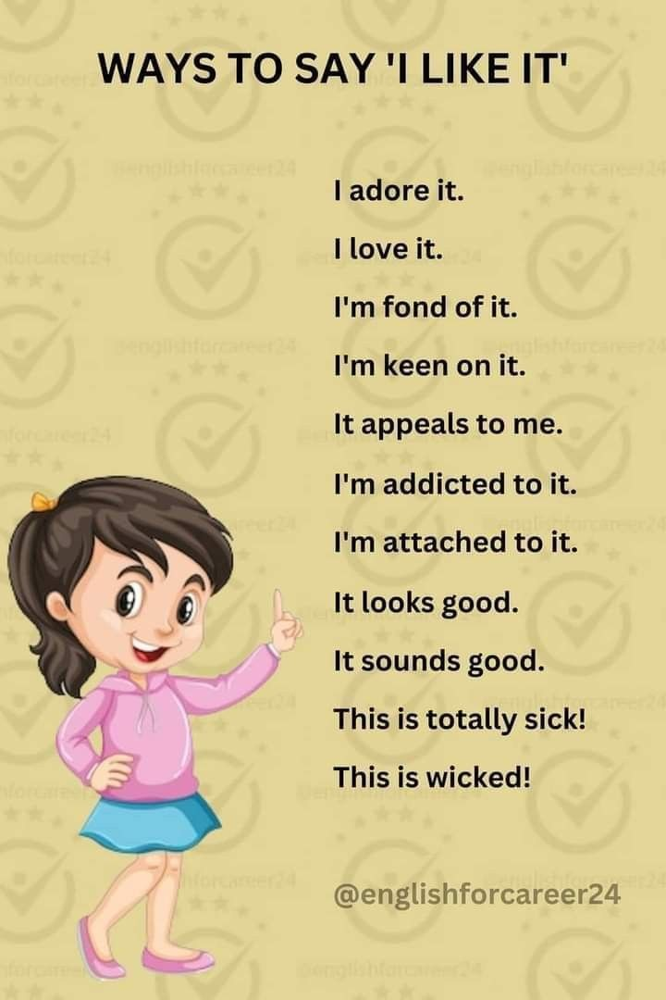 WAYS TO SAY 'I LIKE IT'
I adore it.
I love it.
I'm fond of it.
I'm keen on it.
It appeals to me.
I'm addicted to it.
I'm attached to it.
It looks good.
It sounds good.
This is totally sick!
This is wicked!
@englishforcareer24